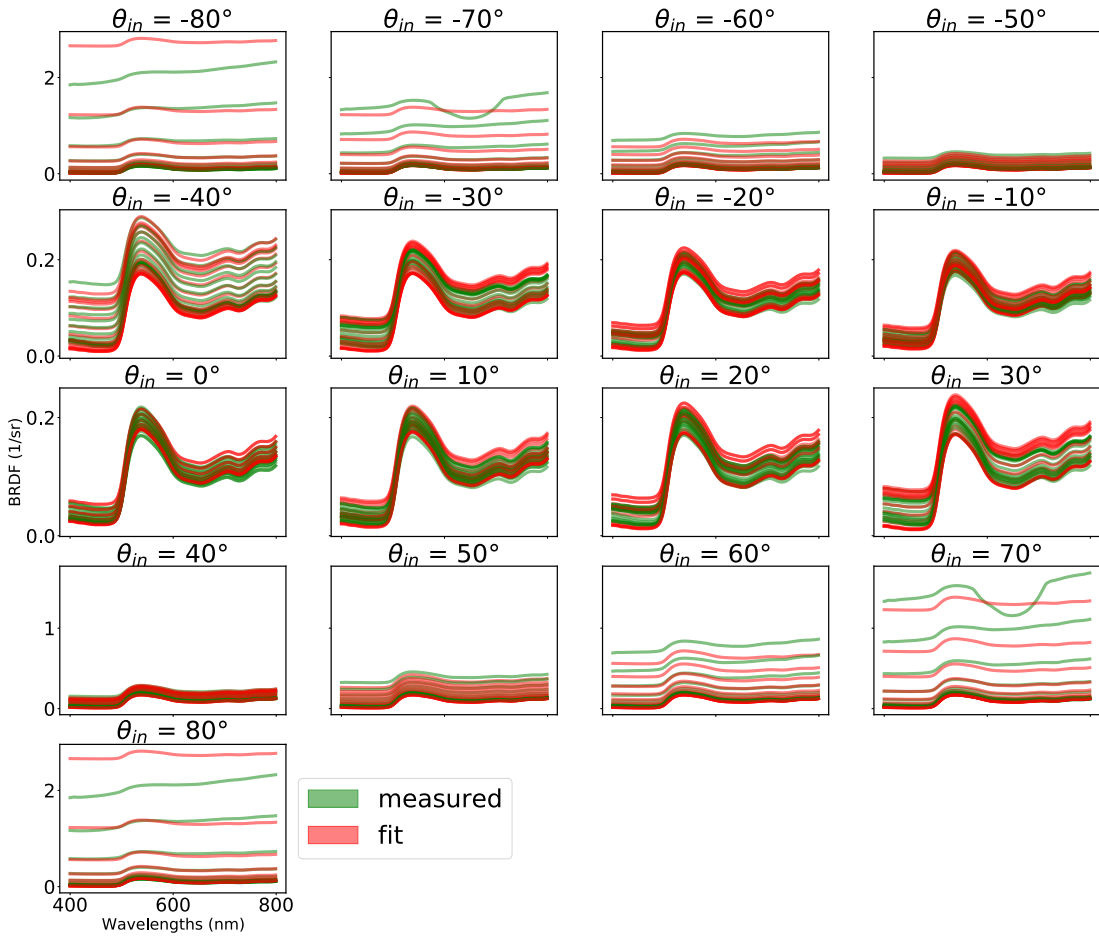 θin = -80°
θin = -70°
θin = -60°
θin = -50°
2
0
θin = -40°
θin = -30°
θin = -20°
θin = -10°
0.2
0.0
θin = 0°
θin = 10°
θin = 20°
θin = 30°
BRDF (1/sr)
0.2
0.0
θin = 40°
θin = 50°
θin = 60°
θin = 70°
1
0
θin = 80°
2
0
400
600
800
Wavelengths (nm)
measured
fit